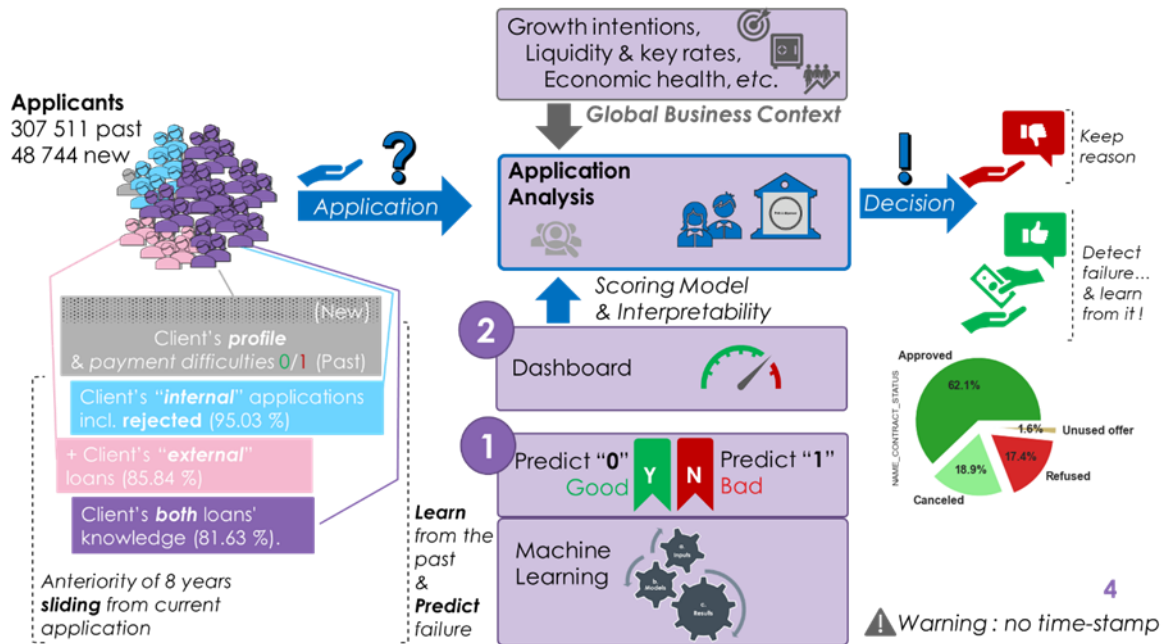 Applicants
307 511 past
48 744 new
(New)
Client's profile
& payment difficulties 0/1 (Past)
Client's “internal” applications
incl. rejected (95.03 %)
+ Client's “external”
loans (85.84 %)
Client's both loans'
knowledge (81.63 %).
Anteriority of 8 years
sliding from current
application
Learn
from the
past
&
Predict
failure
?
Application
Growth intentions,
Liquidity & key rates,
Economic health, etc.
Global Business Context
Application
Analysis
Scoring Model
& Interpretability
2
Dashboard
1
Predict “0”
Good
Y
N
Predict “1”
Bad
Machine
Learning
a.
Inputs
b.
Models
c.
Results
!
Decision
Keep
reason
Detect
failure...
& learn
from it !
NAME_CONTRACT_STATUS
Approved
62.1%
1.6%
Unused offer
17.4%
Refused
18.9%
Canceled
4
Warning : no time-stamp